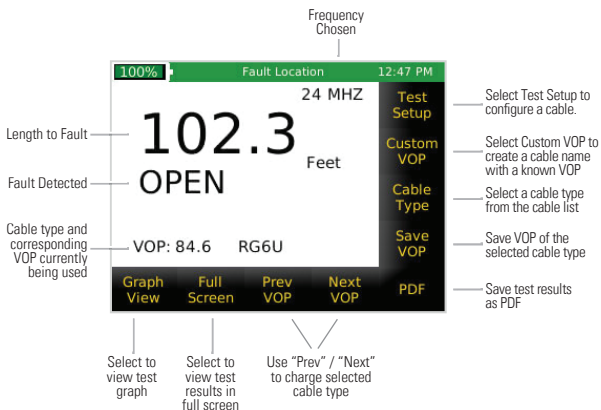 Frequency
Chosen
100%
Fault Location
12:47 PM
24 MHZ
102.3
Feet
OPEN
VOP: 84.6 RG6U
Test
Setup
Custom
VOP
Cable
Type
Save
VOP
PDF
Graph
View
Full
Screen
Prev
VOP
Next
VOP
Length to Fault
Fault Detected
Cable type and
corresponding
VOP currently
being used
Select Test Setup to
configure a cable.
Select Custom VOP to
create a cable name
with a known VOP
Select a cable type
from the cable list
Save VOP of the
selected cable type
Save test results
as PDF
Select to
view test
graph
Select to
view test
results in
full screen
Use “Prev” / “Next”
to charge selected
cable type